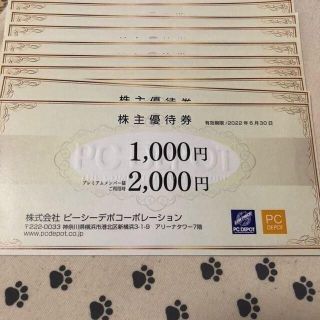 株主優待券
株主優待券
有効期限/2022年6月30日
PC DEPOT
1,000円
プレミアムメンバー様
ご利用時
2,000円
株式会社 ピーシーデポコーポレーション
〒222-0033 神奈川県横浜市港北区新横浜3-1-9 アリーナタワー7階
www.pcdepot.co.jp
PC DEPOT
PC
DEPOT